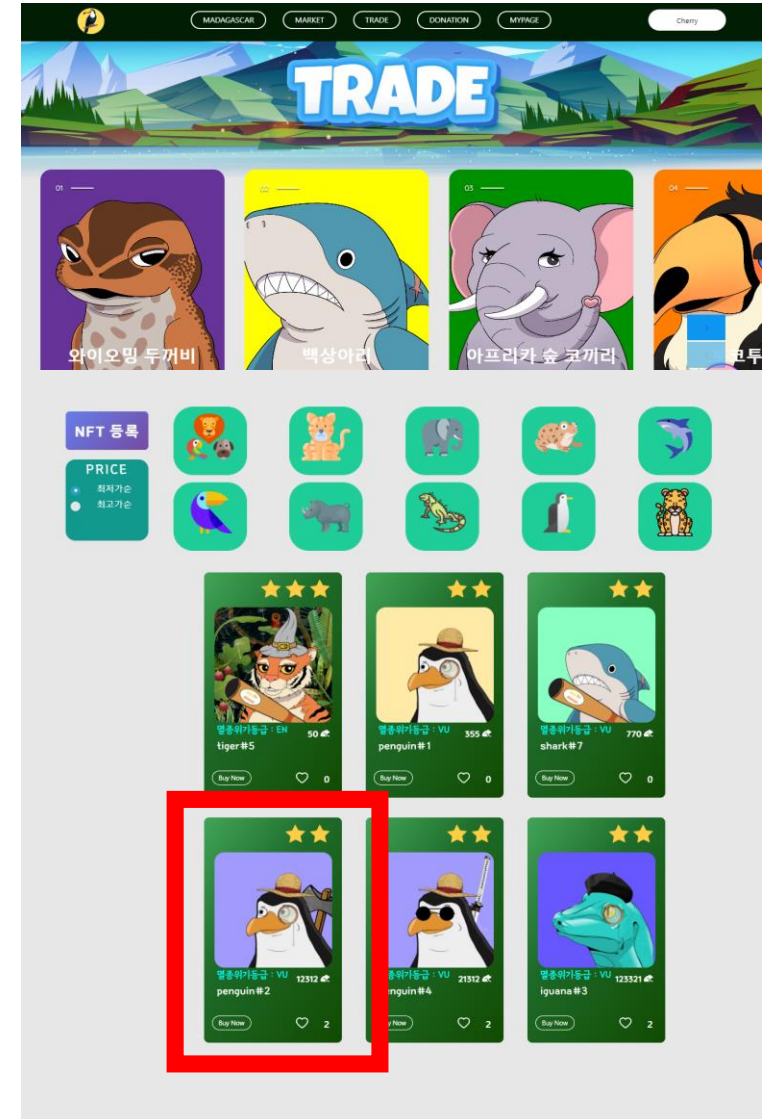 MADAGASCAR MARKET TRADE DONATION MYPAGE Cherry
TRADE
01 02 03 04
와이오밍 두꺼비 백상아리 아프리카 숲 코끼리 코투
NFT 등록
PRICE
최저가순
최고가순
멸종위기등급 : EN 50
tiger#5
Buy Now 0
멸종위기등급 : VU 355
penguin#1
Buy Now 0
멸종위기등급 : VU 770
shark#7
Buy Now 0
멸종위기등급 : VU 12312
penguin#2
Buy Now 2
멸종위기등급 : VU 21312
penguin#4
Buy Now 2
멸종위기등급 : VU 123321
iguana#3
Buy Now 2